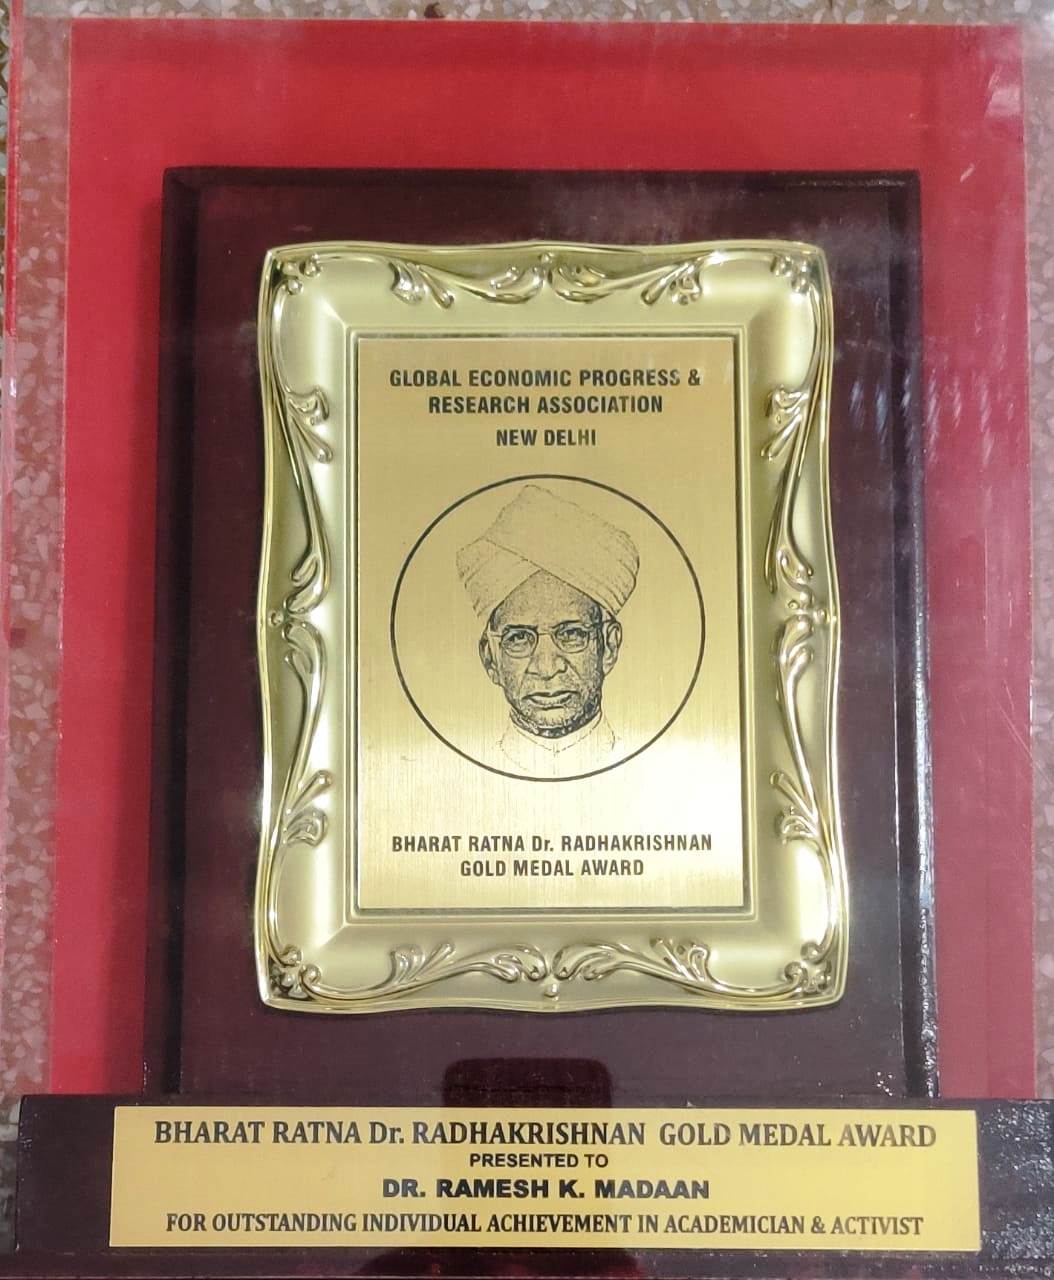 GLOBAL ECONOMIC PROGRESS &
RESEARCH ASSOCIATION
NEW DELHI
BHARAT RATNA Dr. RADHAKRISHNAN
GOLD MEDAL AWARD
BHARAT RATNA Dr. RADHAKRISHNAN GOLD MEDAL AWARD
PRESENTED TO
DR. RAMESH K. MADAAN
FOR OUTSTANDING INDIVIDUAL ACHIEVEMENT IN ACADEMICIAN & ACTIVIST